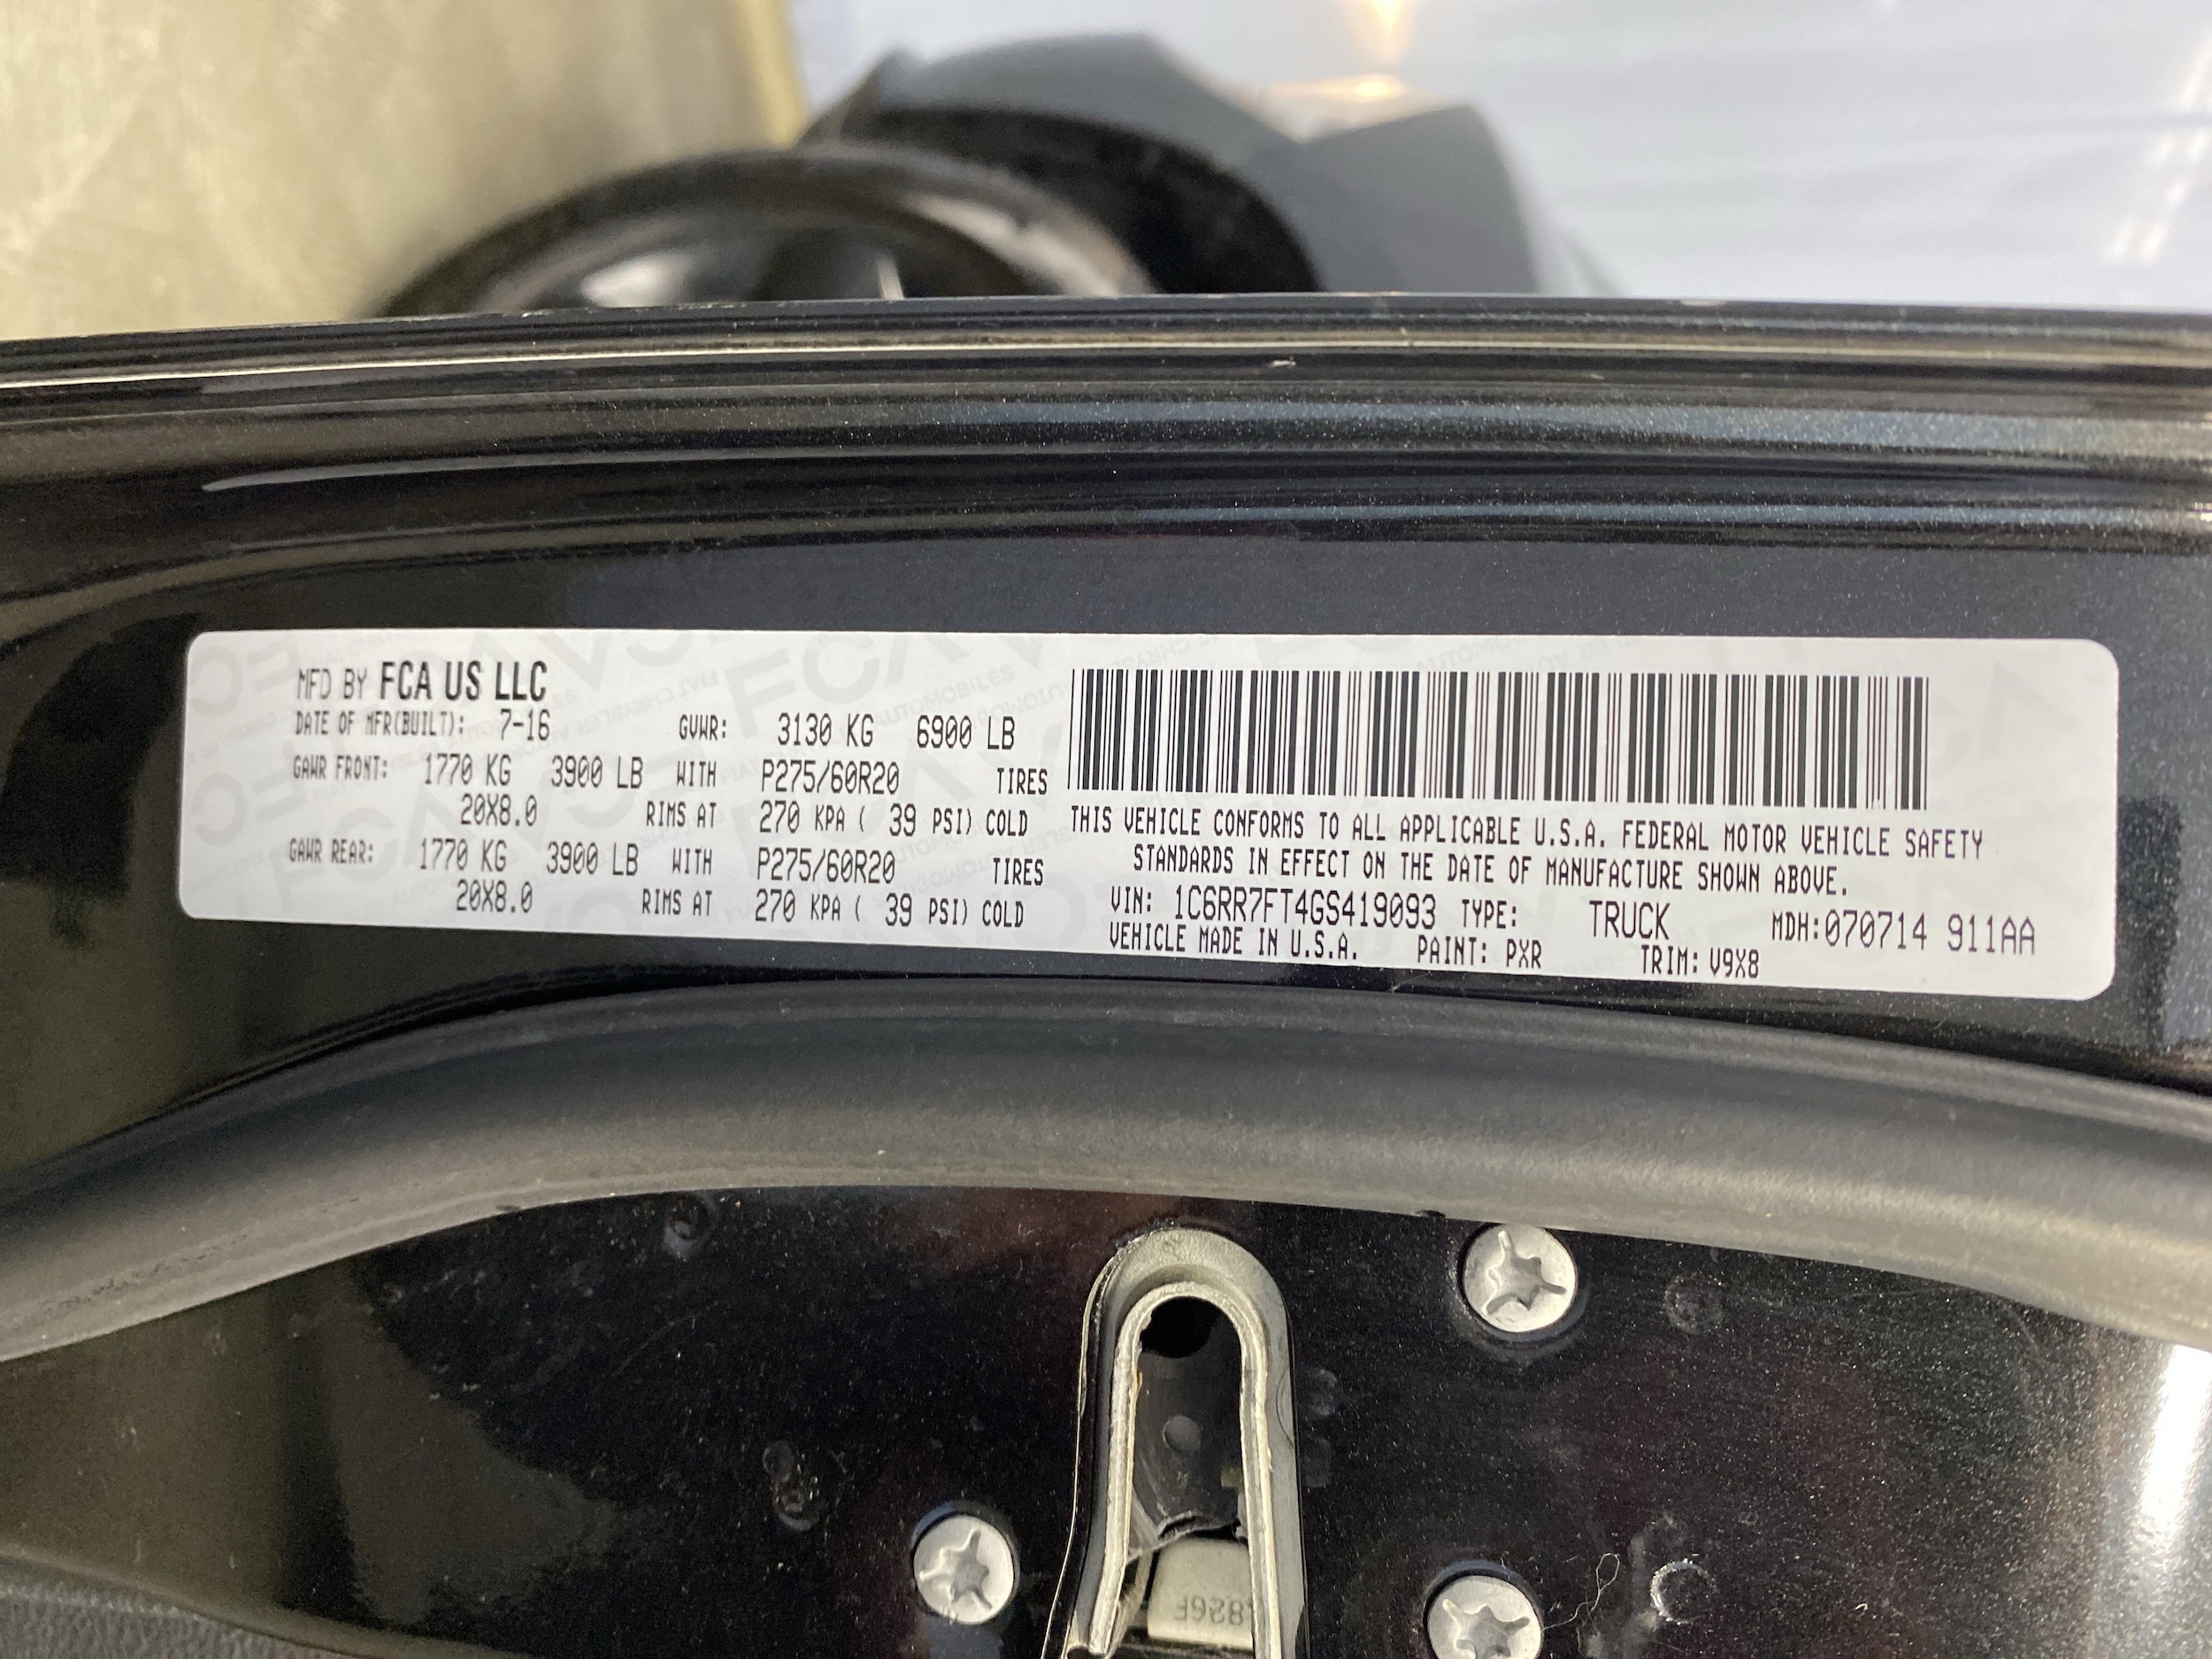 MFD BY FCA US LLC
DATE OF MFR(BUILT): 7-16 GVWR: 3130 KG 6900 LB
GAWR FRONT: 1770 KG 3900 LB WITH P275/60R20 TIRES
20X8.0 RIMS AT 270 KPA ( 39 PSI) COLD
GAWR REAR: 1770 KG 3900 LB WITH P275/60R20 TIRES
20X8.0 RIMS AT 270 KPA ( 39 PSI) COLD
THIS VEHICLE CONFORMS TO ALL APPLICABLE U.S.A. FEDERAL MOTOR VEHICLE SAFETY
STANDARDS IN EFFECT ON THE DATE OF MANUFACTURE SHOWN ABOVE.
VIN: 1C6RR7FT4GS419093 TYPE: TRUCK MDH:070714 911AA
VEHICLE MADE IN U.S.A. PAINT: PXR TRIM: V9X8
826F